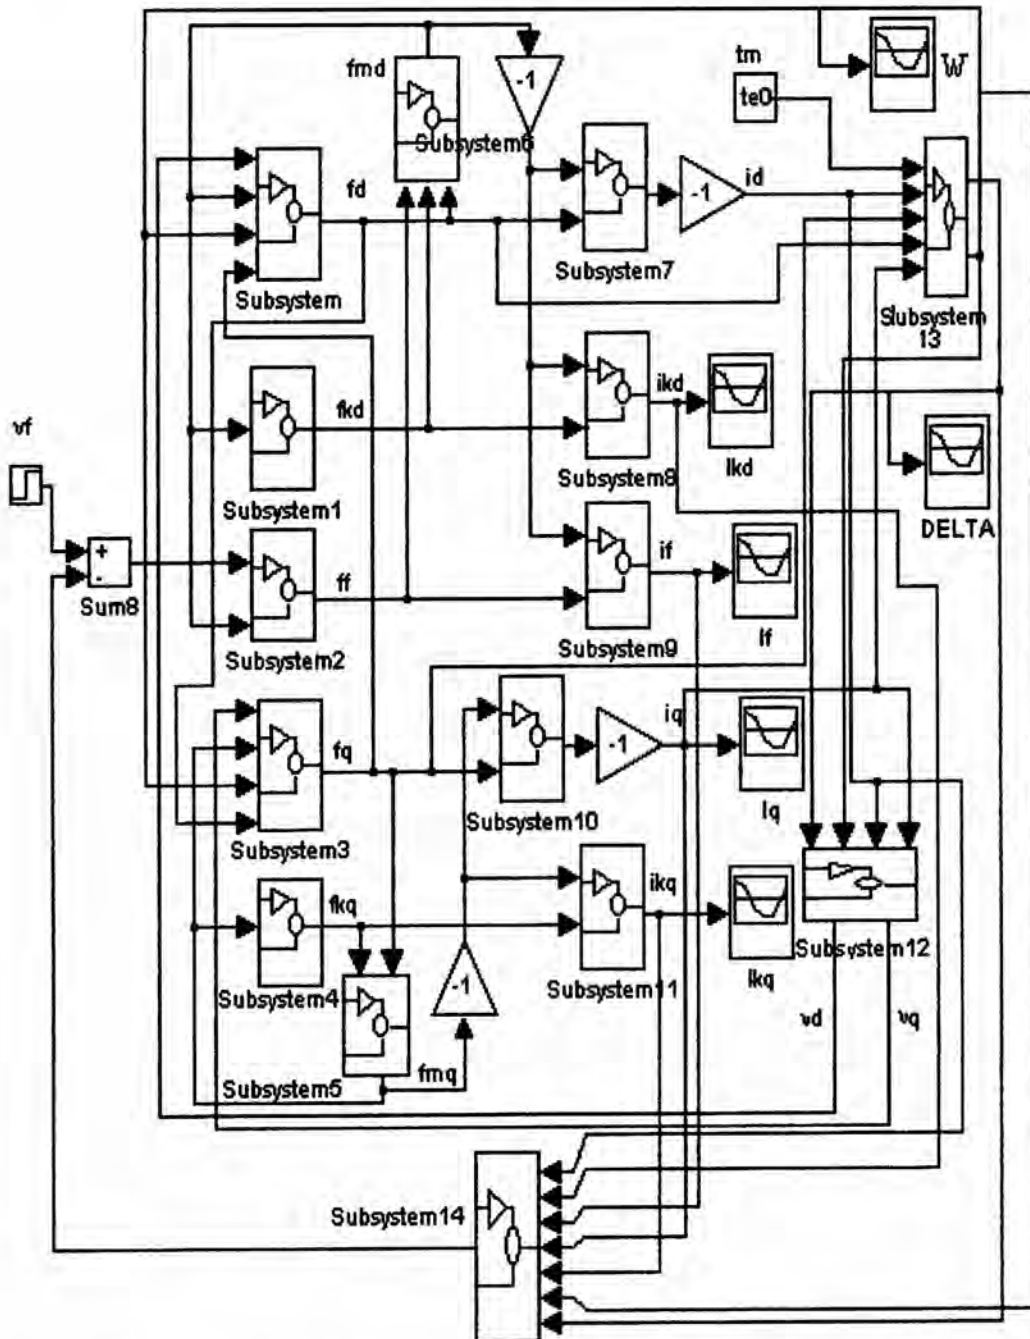 fmd
-1
Subsystem6
tm
te0
W
fd
Subsystem
Subsystem7
-1
id
Subsystem
13
fkd
Subsystem1
ikd
Subsystem8
Ikd
DELTA
vf
+
-
Sum8
ff
Subsystem2
if
Subsystem9
If
fq
Subsystem3
Subsystem10
-1
iq
Iq
fkq
Subsystem4
ikq
Subsystem11
Ikq
Subsystem12
-1
Subsystem5
fmq
vd
vq
Subsystem14